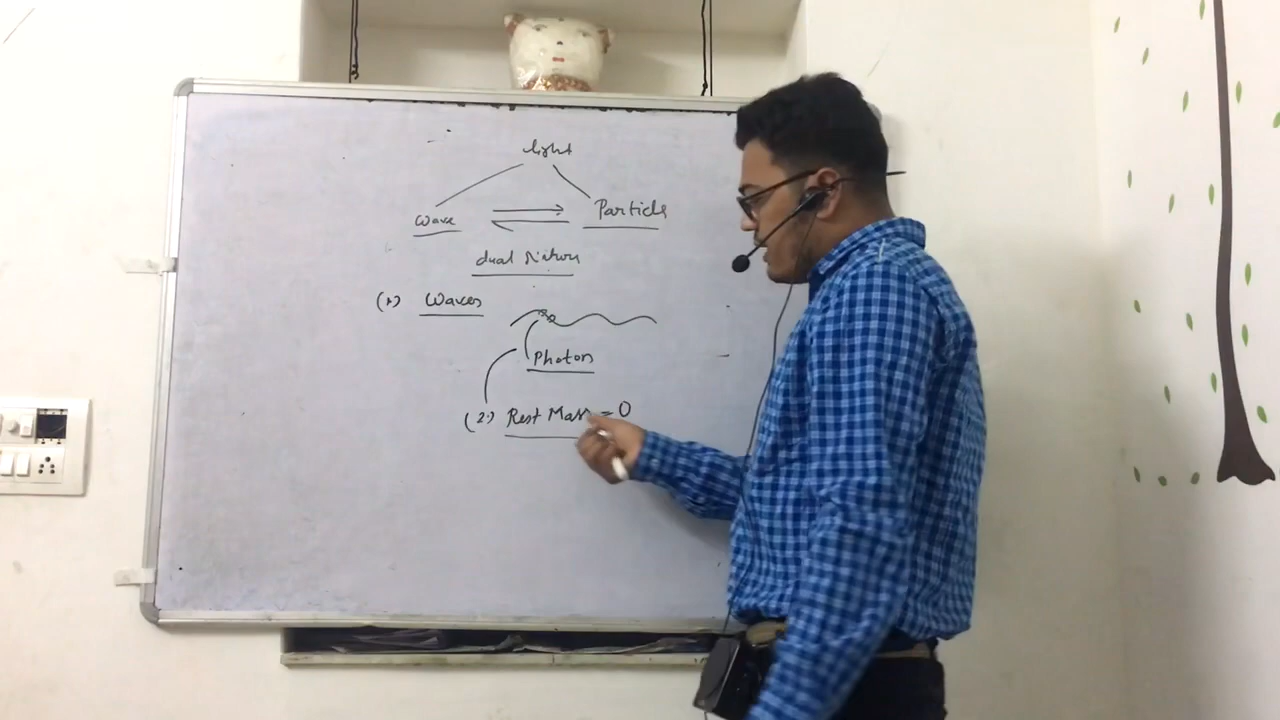 light
Wave Particle
dual Nature
(1) Waves
Photon
(2) Rest Mass = 0